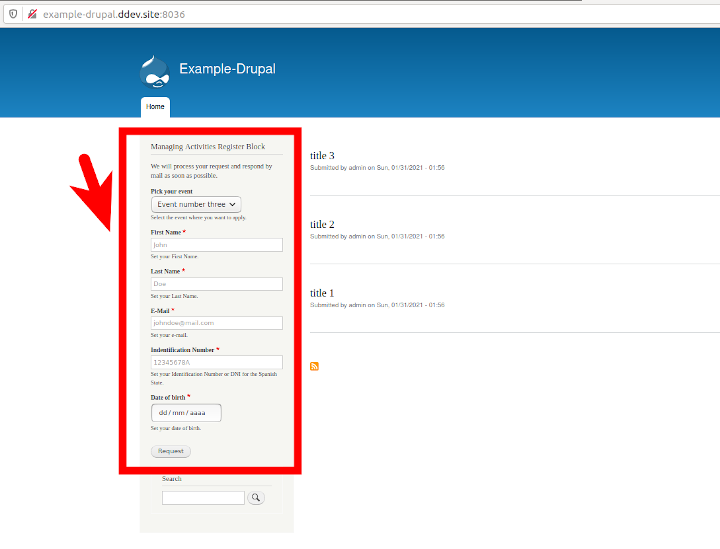 example-drupal.ddev.site:8036
Example-Drupal
Home
Managing Activities Register Block
We will process your request and respond by
mail as soon as possible.
Pick your event
Event number three
Select the event where you want to apply.
First Name *
John
Set your First Name.
Last Name *
Doe
Set your Last Name.
E-Mail *
johndoe@mail.com
Set your e-mail.
Indentification Number *
12345678A
Set your Identification Number or DNI for the Spanish
State.
Date of birth *
dd / mm / aaaa
Set your date of birth.
Request
Search
title 3
Submitted by admin on Sun, 01/31/2021 - 01:56
title 2
Submitted by admin on Sun, 01/31/2021 - 01:56
title 1
Submitted by admin on Sun, 01/31/2021 - 01:56